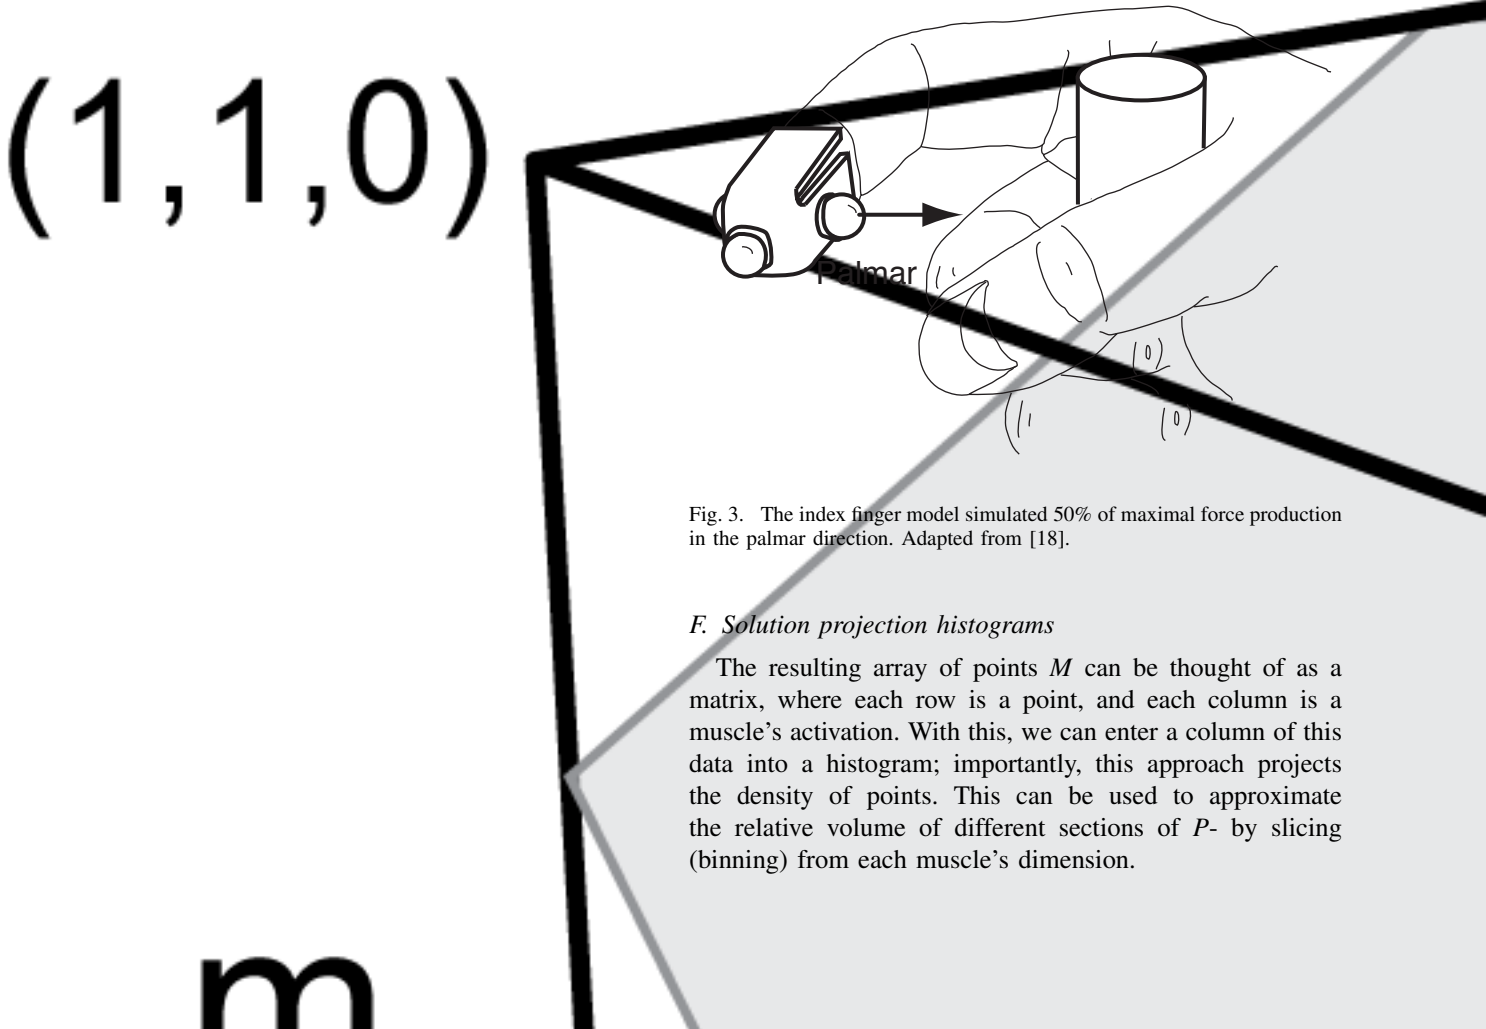 (1,1,0)
Palmar
Fig. 3. The index finger model simulated 50% of maximal force production
in the palmar direction. Adapted from [18].
F. Solution projection histograms
The resulting array of points M can be thought of as a
matrix, where each row is a point, and each column is a
muscle's activation. With this, we can enter a column of this
data into a histogram; importantly, this approach projects
the density of points. This can be used to approximate
the relative volume of different sections of P- by slicing
(binning) from each muscle's dimension.
m